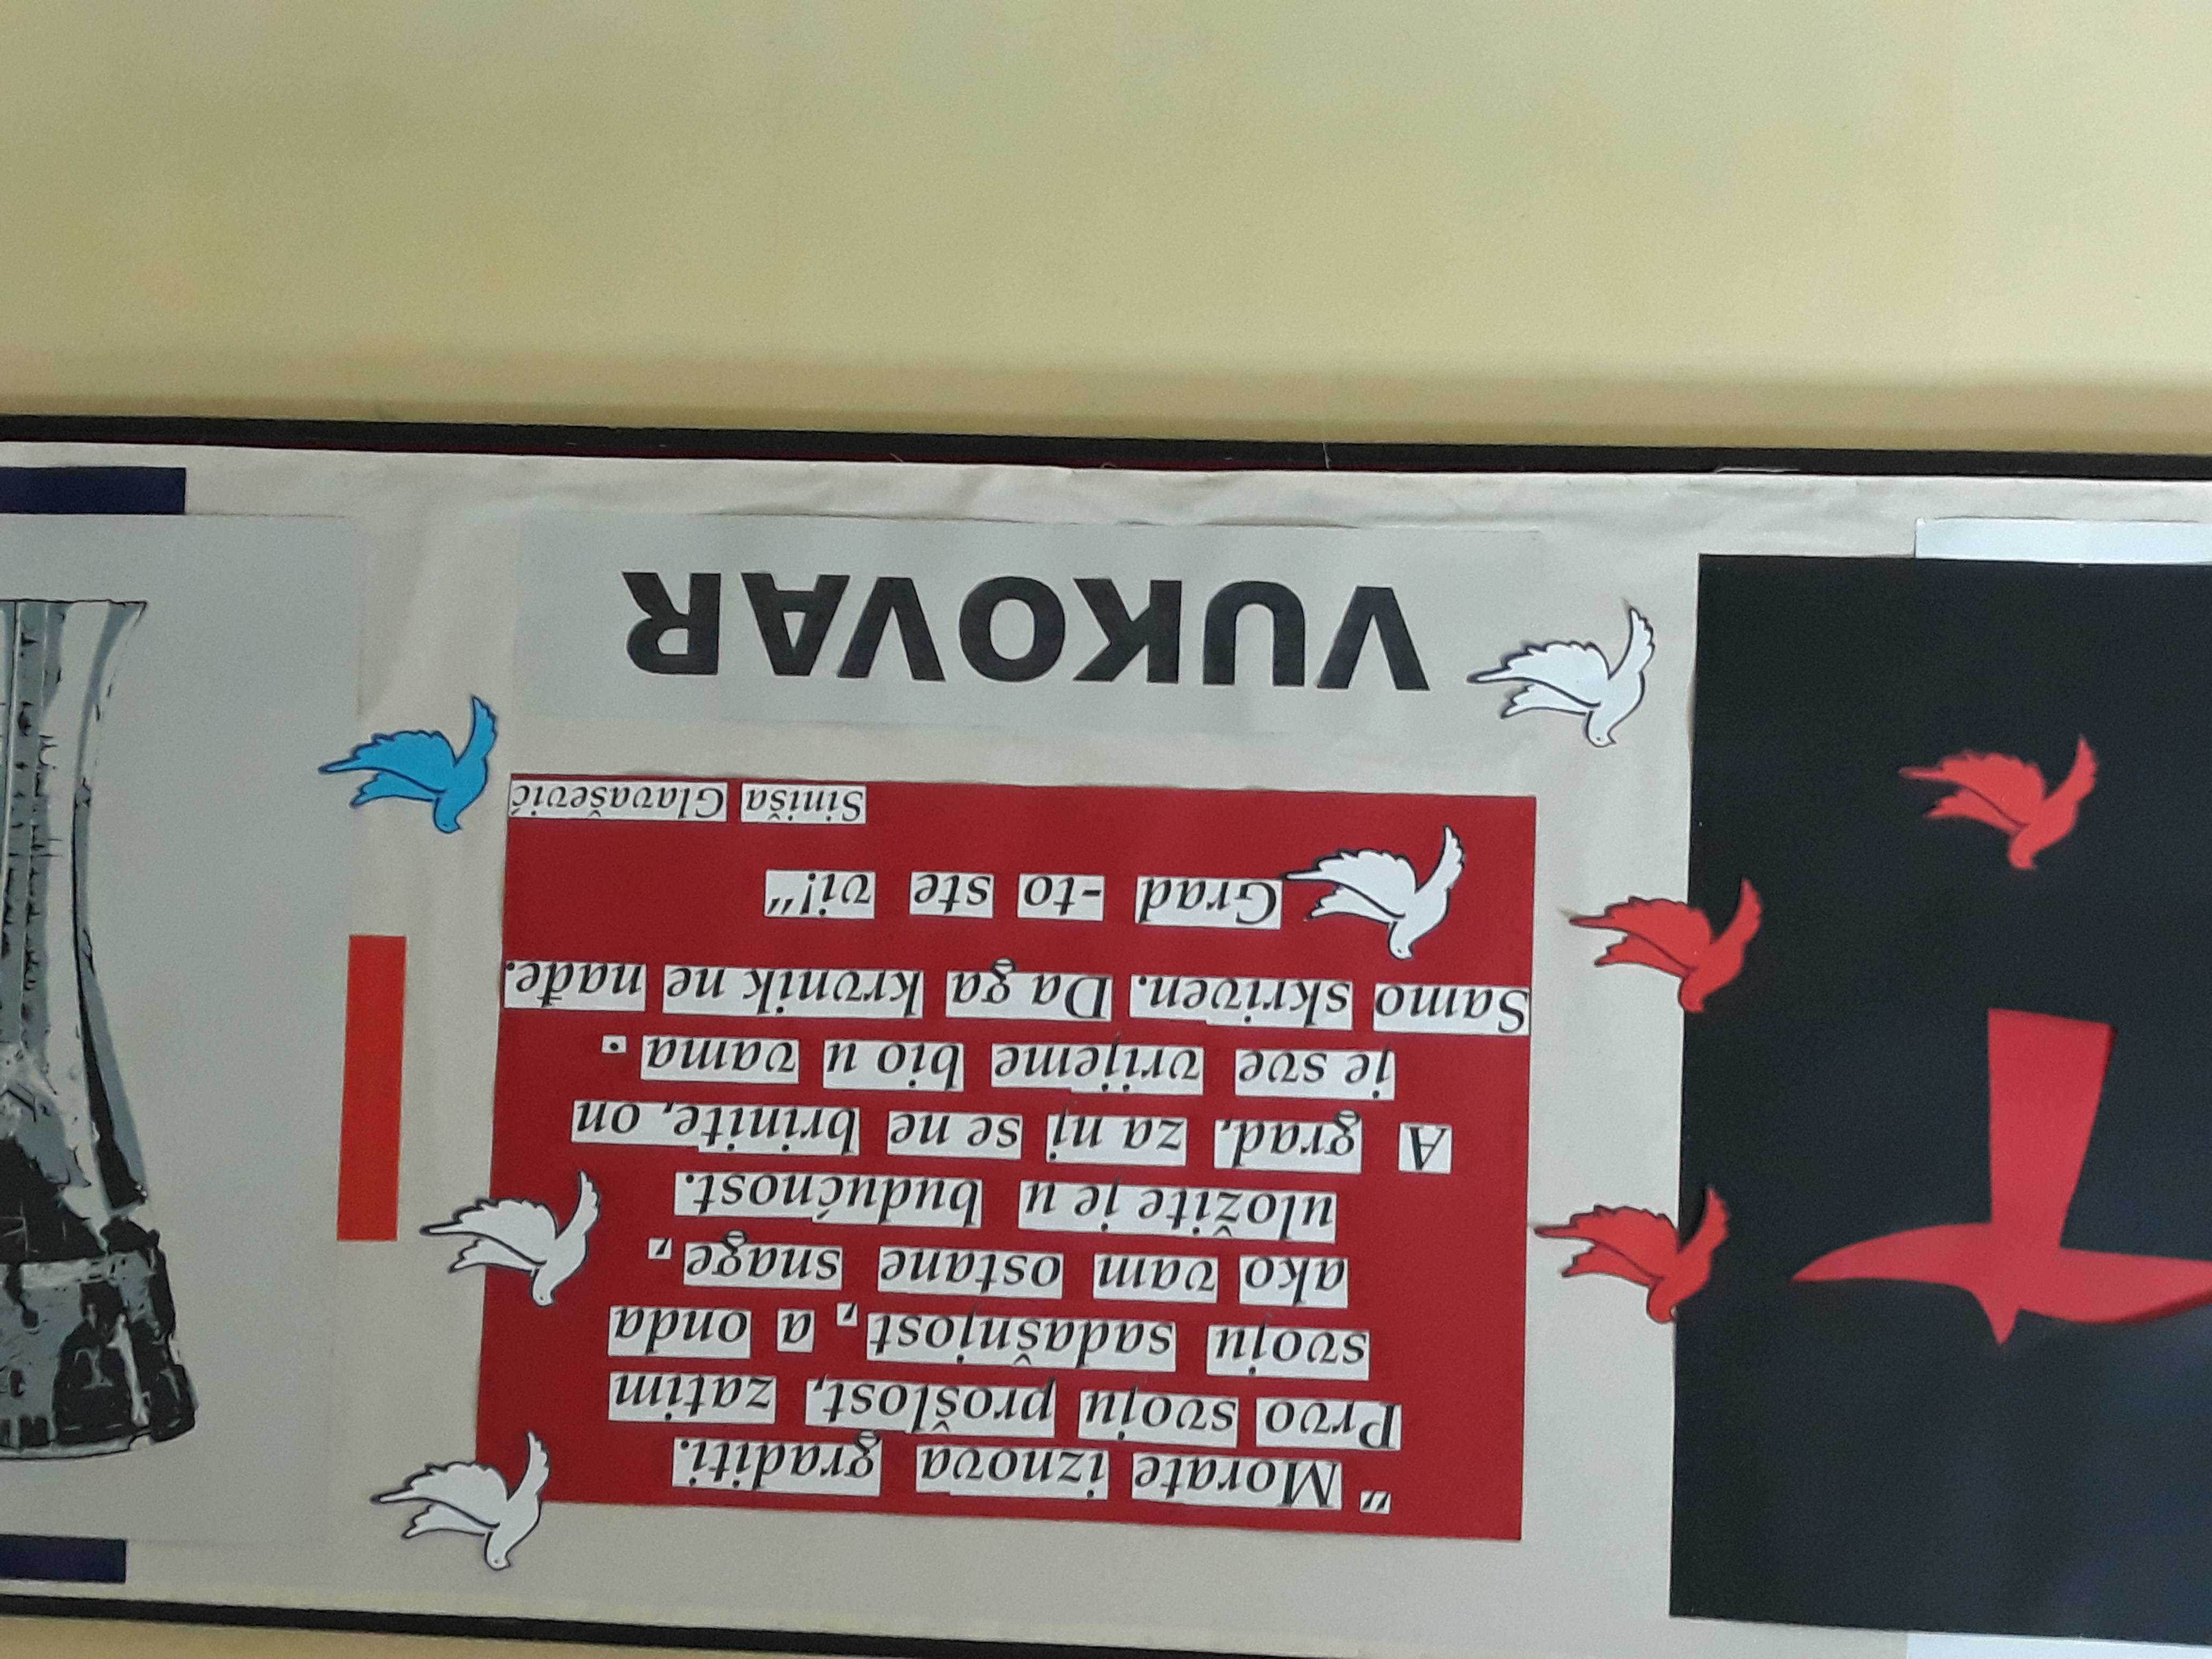 "Morate iznova graditi.
Prvo svoju prošlost, zatim
svoju sadašnjost, a onda
ako vam ostane snage,
uložite je u budućnost.
A grad, za nj se ne brinite, on
je sve vrijeme bio u vama.
Samo skriven. Da ga krvnik ne nađe.
Grad -to ste vi!"
Siniša Glavašević
VUKOVAR